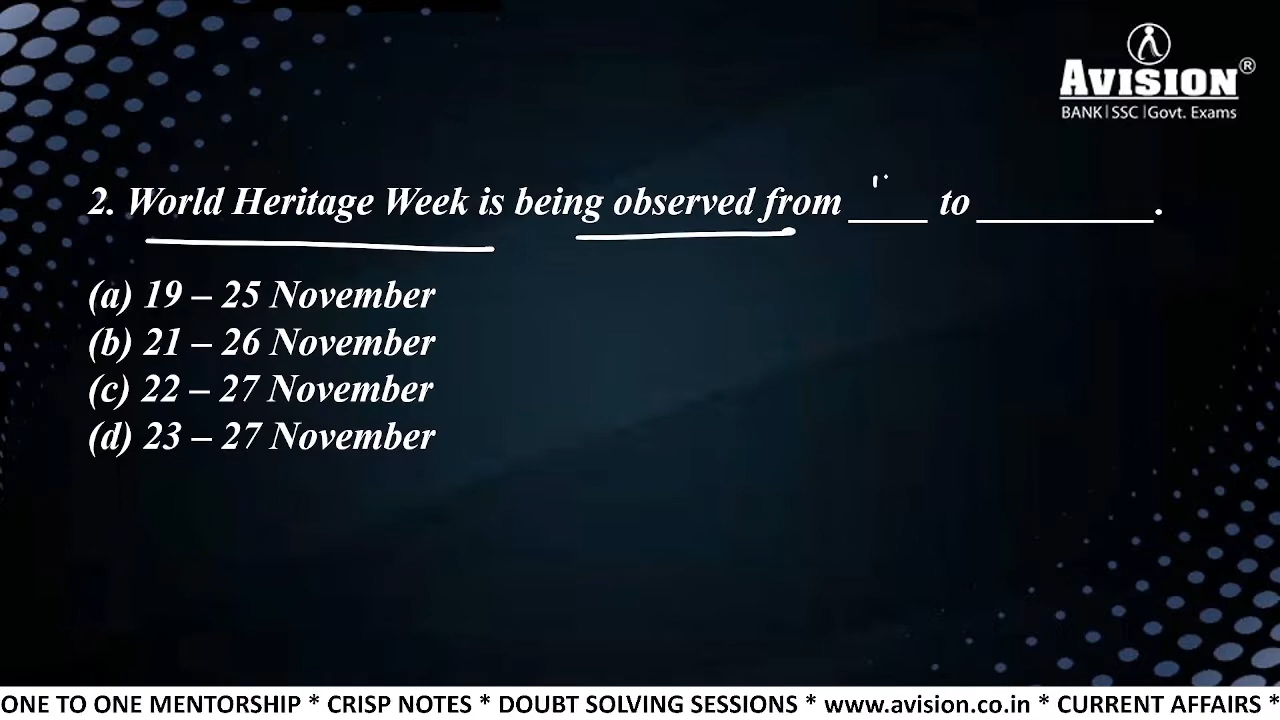 AVISION®
BANK|SSC|Govt. Exams
2. World Heritage Week is being observed from ____ to _________.
(a) 19 – 25 November
(b) 21 – 26 November
(c) 22 – 27 November
(d) 23 – 27 November
ONE TO ONE MENTORSHIP * CRISP NOTES * DOUBT SOLVING SESSIONS * www.avision.co.in * CURRENT AFFAIRS *